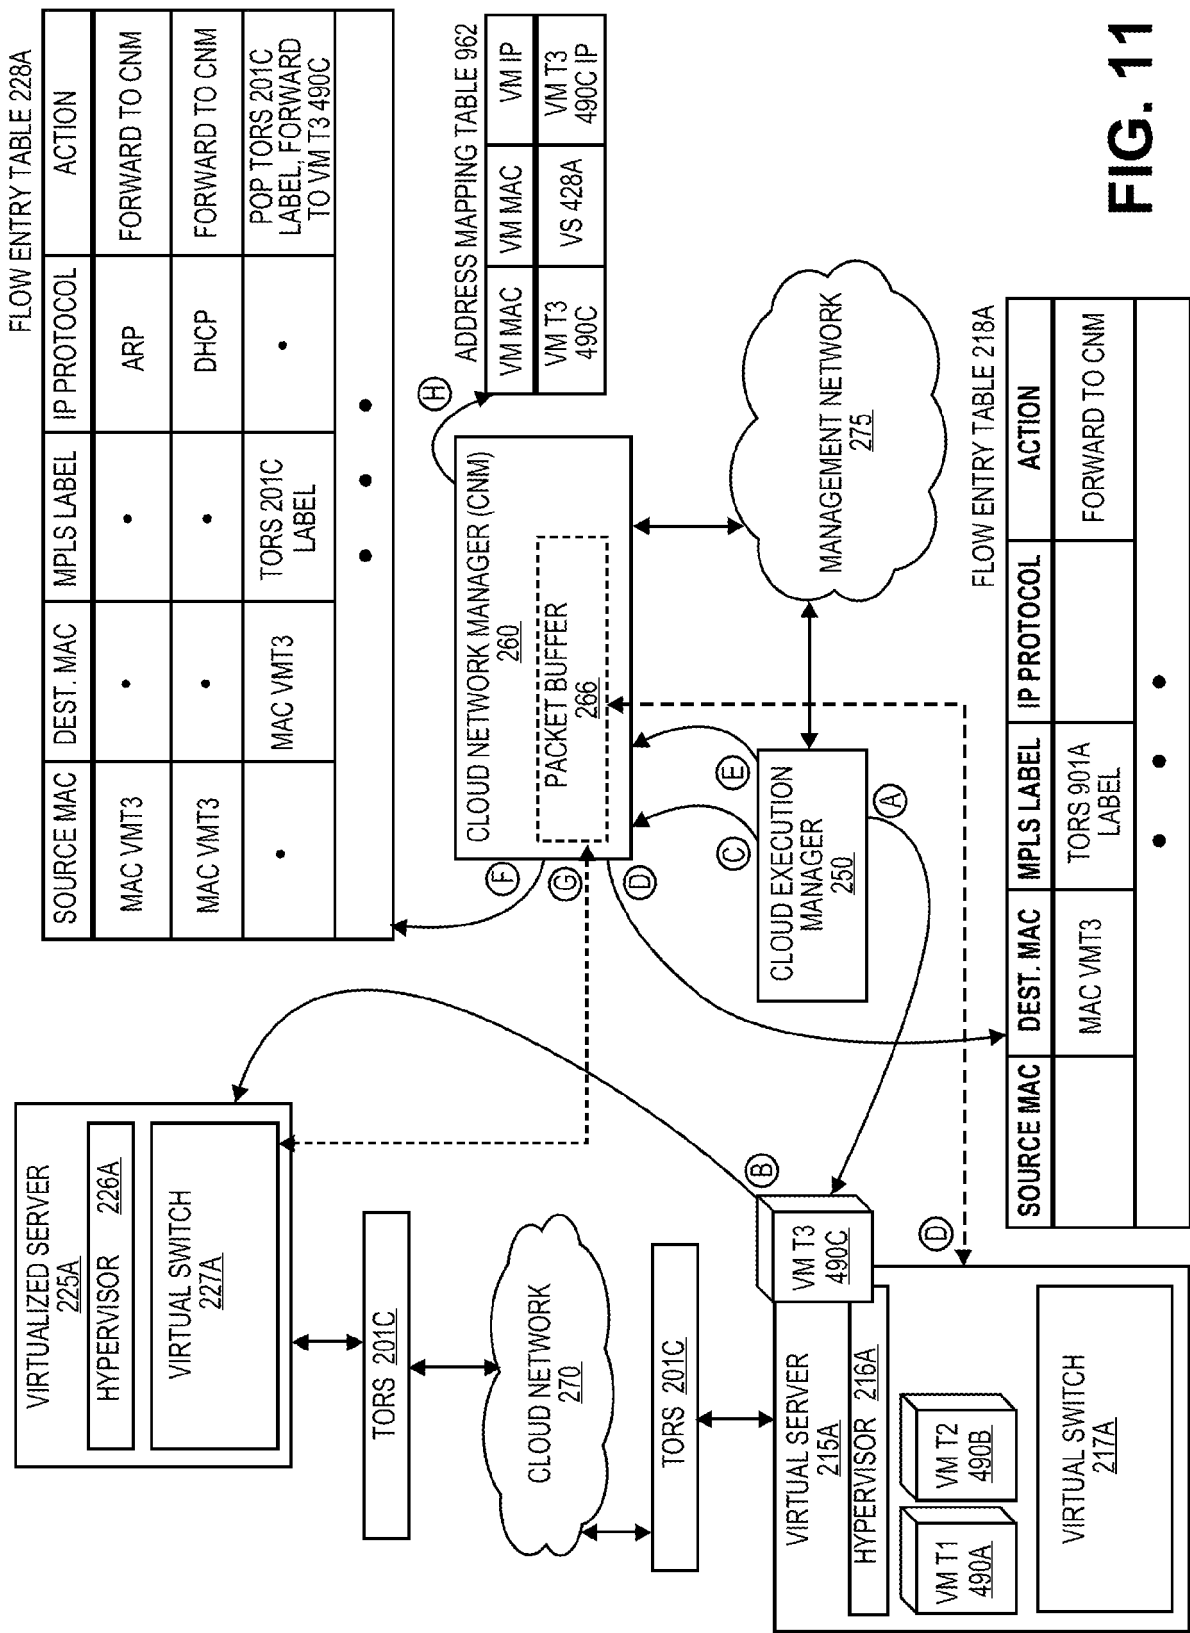 FLOW ENTRY TABLE 228A
SOURCE MAC DEST. MAC MPLS LABEL IP PROTOCOL ACTION
MAC VMT3 • • ARP FORWARD TO CNM
MAC VMT3 • • DHCP FORWARD TO CNM
• MAC VMT3 TORS 201C LABEL • POP TORS 201C LABEL, FORWARD TO VM T3 490C
• • •
VIRTUALIZED SERVER
225A
HYPERVISOR 226A
VIRTUAL SWITCH
227A
TORS 201C
CLOUD NETWORK
270
TORS 201C
VIRTUAL SERVER
215A
HYPERVISOR 216A
VM T1
490A
VM T2
490B
VM T3
490C
VIRTUAL SWITCH
217A
CLOUD NETWORK MANAGER (CNM)
260
PACKET BUFFER
266
F
G
D
C
E
A
B
D
H
CLOUD EXECUTION
MANAGER
250
MANAGEMENT NETWORK
275
ADDRESS MAPPING TABLE 962
VM MAC VM MAC VM IP
VM T3 490C VS 428A VM T3 490C IP
FLOW ENTRY TABLE 218A
SOURCE MAC DEST. MAC MPLS LABEL IP PROTOCOL ACTION
MAC VMT3 TORS 901A LABEL FORWARD TO CNM
• • •
FIG. 11